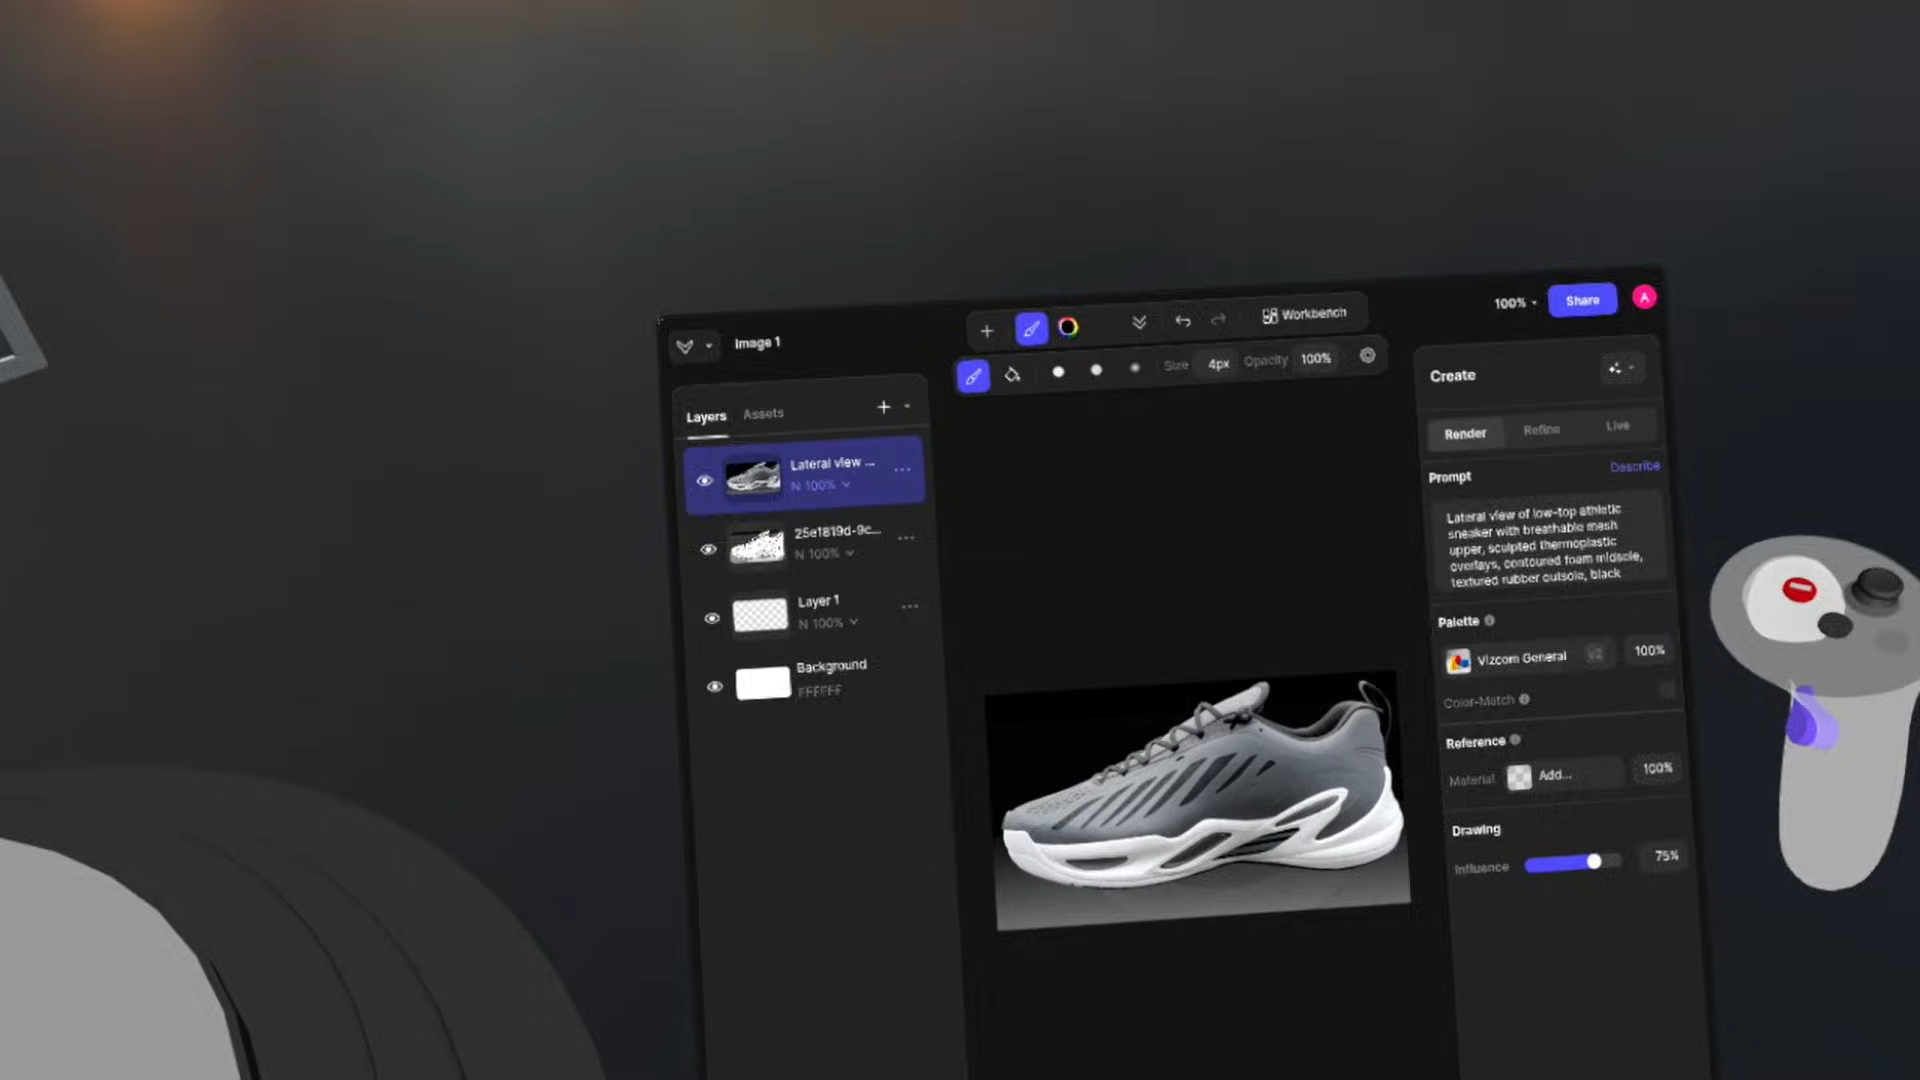 Image 1
Workbench
100%
Share
A
Size 4px Opacity 100%
Layers Assets
Lateral view ...
N 100%
25e1819d-9c...
N 100%
Layer 1
N 100%
Background
FFFFFF
Create
Render Refine Live
Prompt Describe
Lateral view of low-top athletic
sneaker with breathable mesh
upper, sculpted thermoplastic
overlays, contoured foam midsole,
textured rubber outsole, black
Palette
Vizcom General v2 100%
Color-Match
Reference
Material Add... 100%
Drawing
Influence 75%